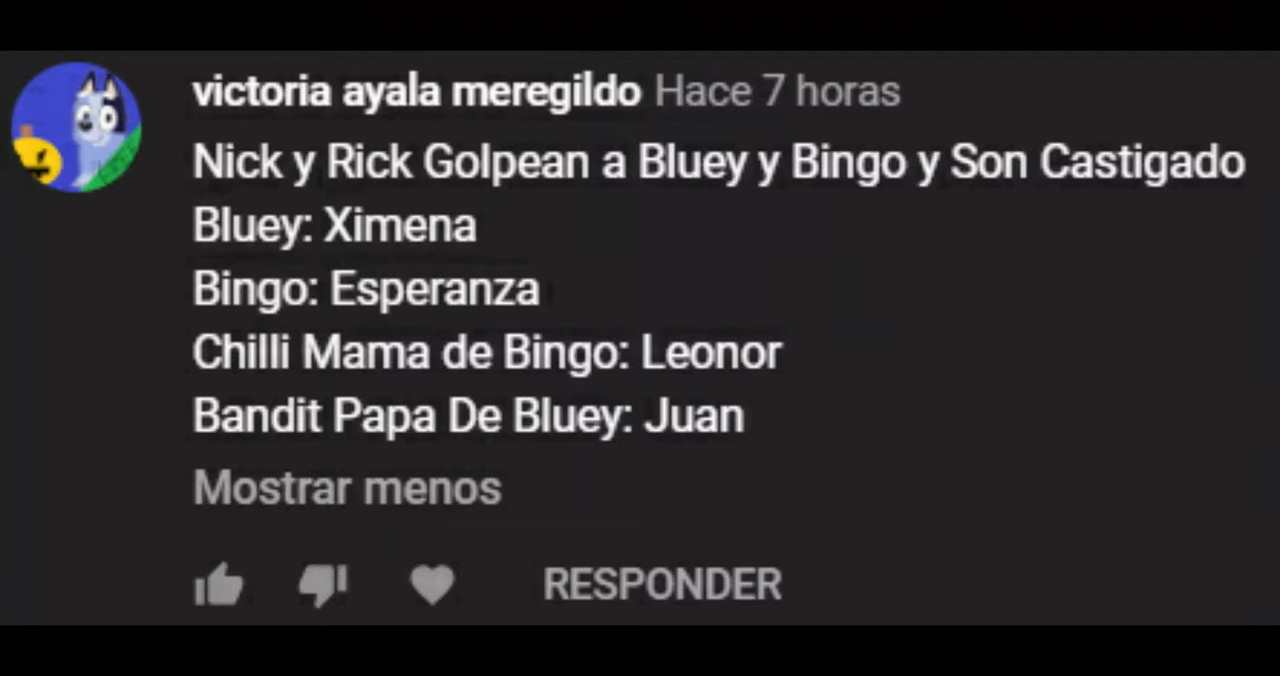 victoria ayala meregildo Hace 7 horas
Nick y Rick Golpean a Bluey y Bingo y Son Castigado
Bluey: Ximena
Bingo: Esperanza
Chilli Mama de Bingo: Leonor
Bandit Papa De Bluey: Juan
Mostrar menos
RESPONDER